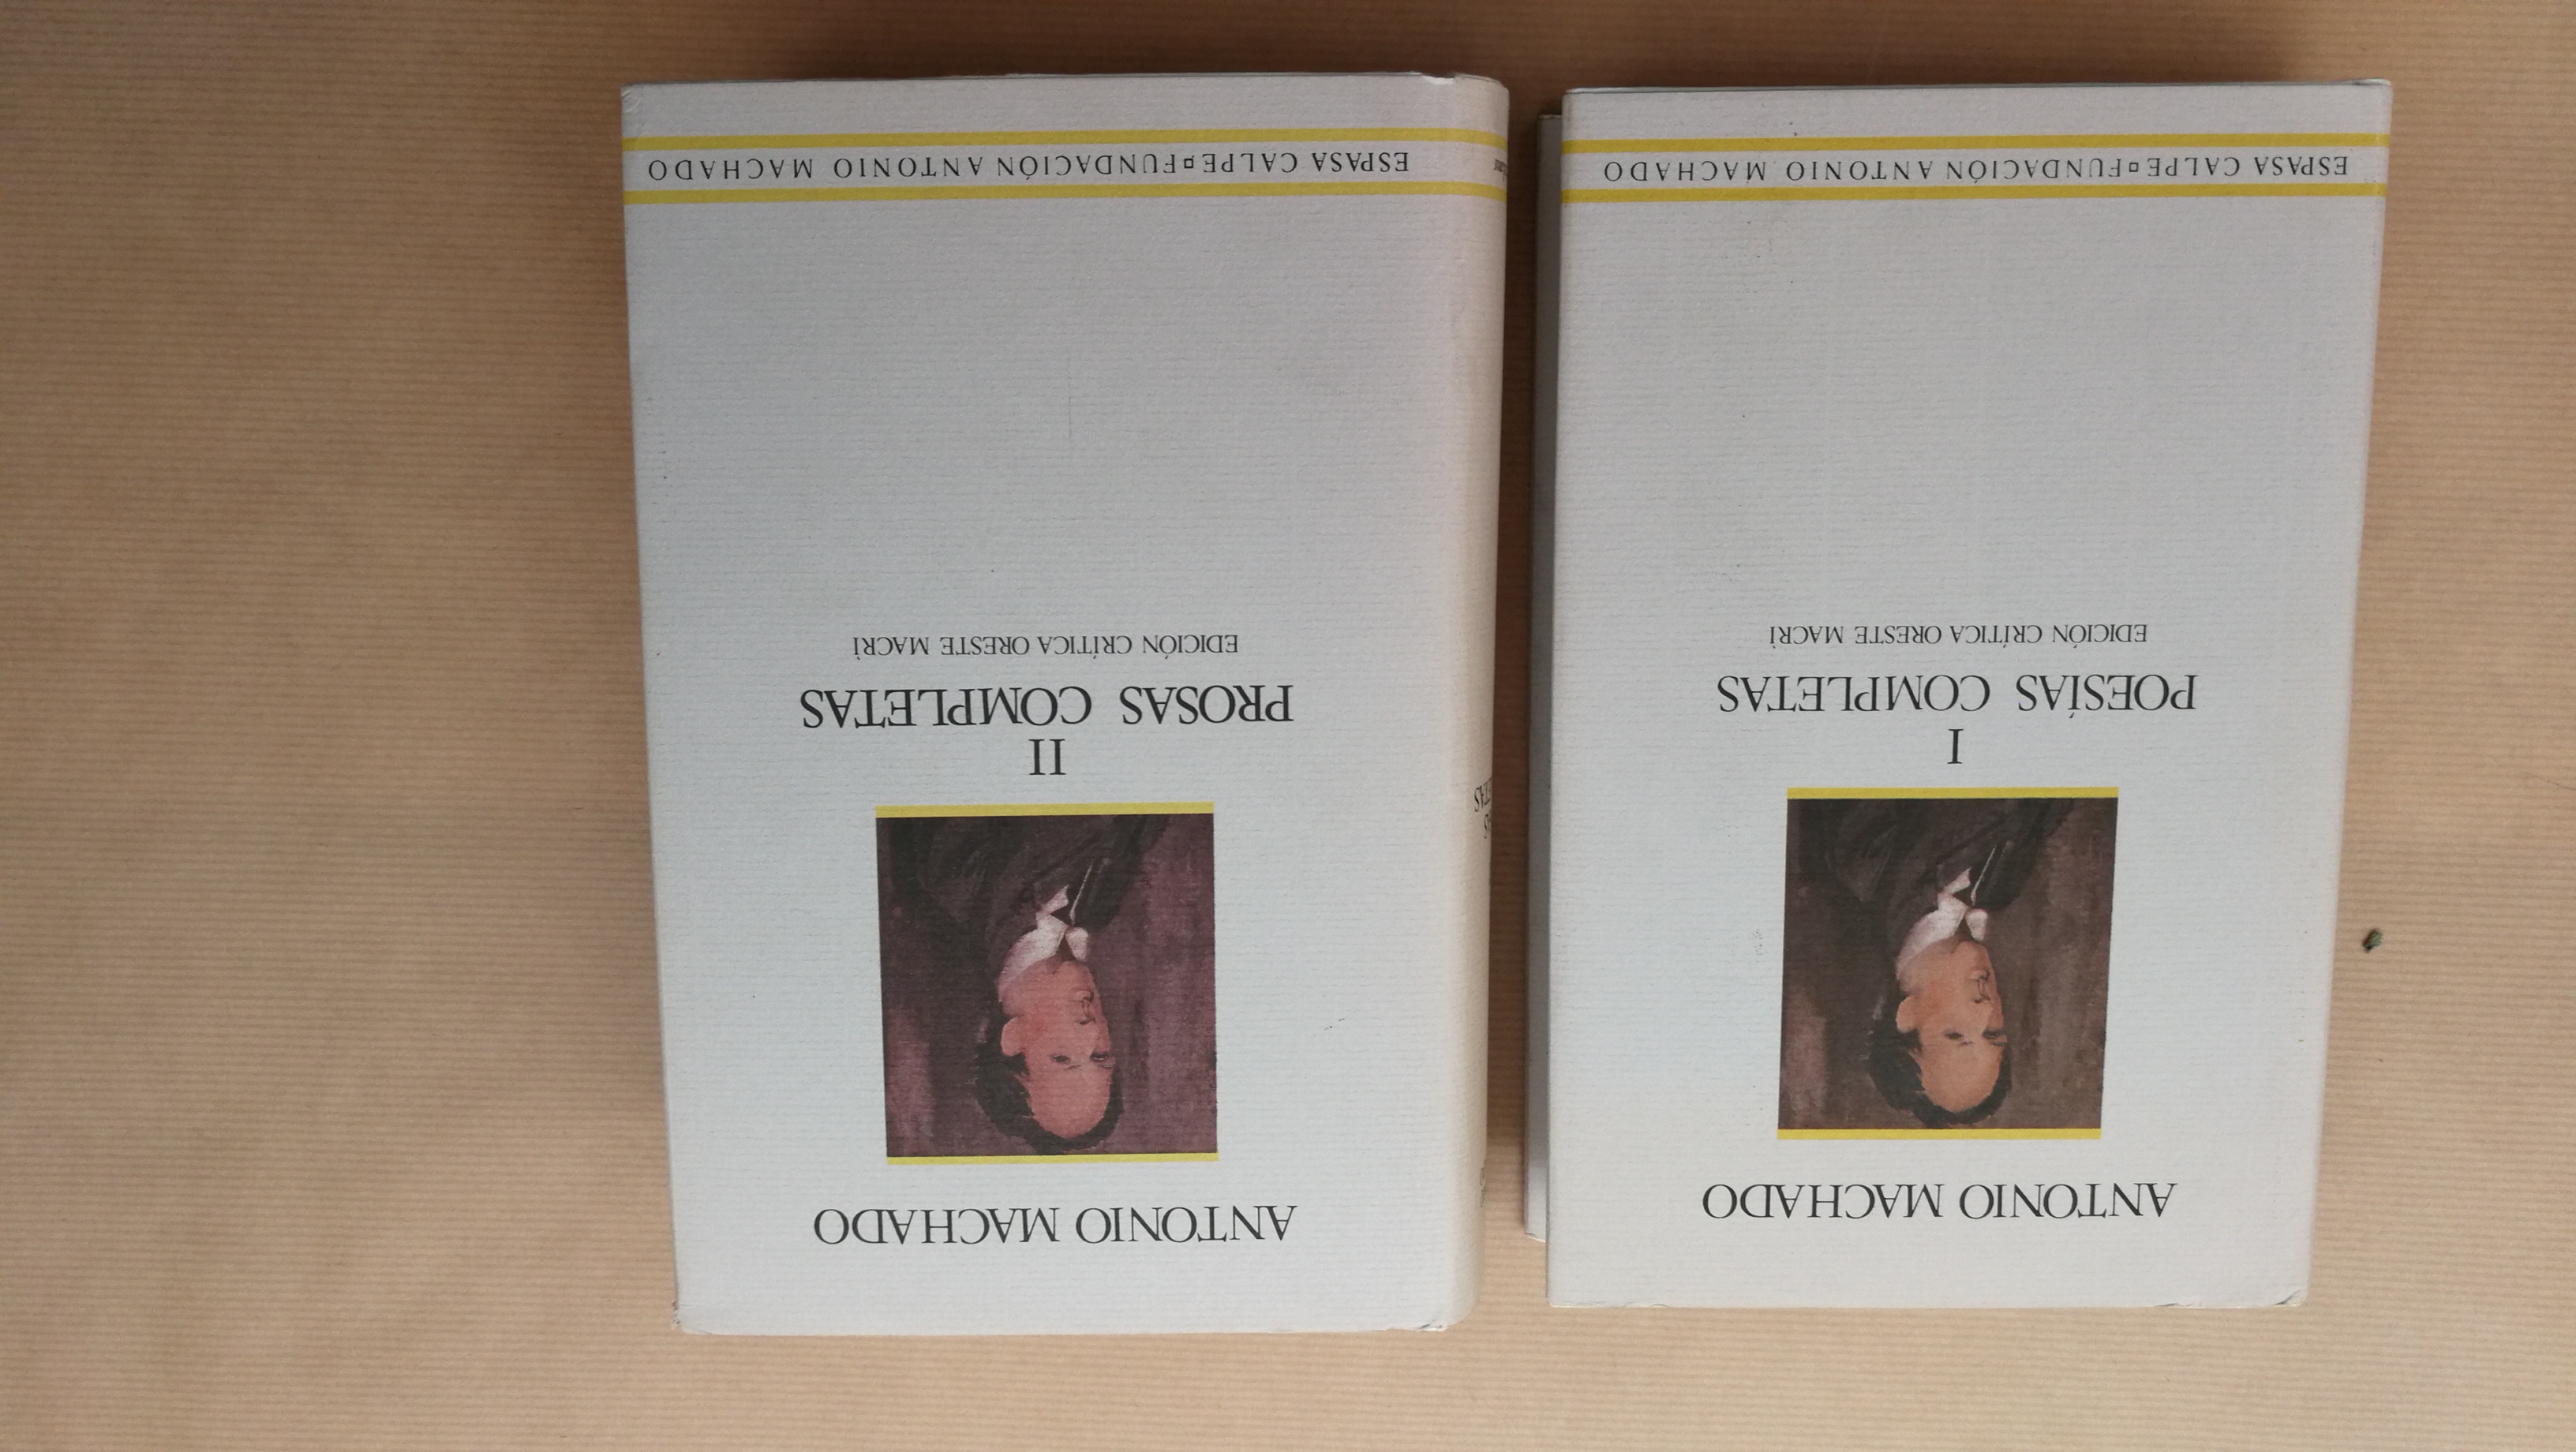 ANTONIO MACHADO
I
POESÍAS COMPLETAS
EDICIÓN CRÍTICA ORESTE MACRÌ
ESPASA CALPE¤FUNDACIÓN ANTONIO MACHADO
ANTONIO MACHADO
II
PROSAS COMPLETAS
EDICIÓN CRÍTICA ORESTE MACRÌ
ESPASA CALPE¤FUNDACIÓN ANTONIO MACHADO